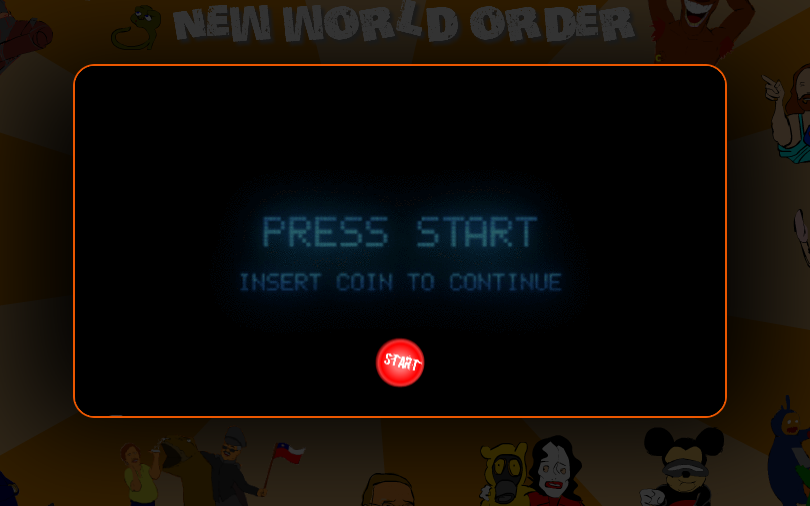 NEW WORLD ORDER
PRESS START
INSERT COIN TO CONTINUE
START